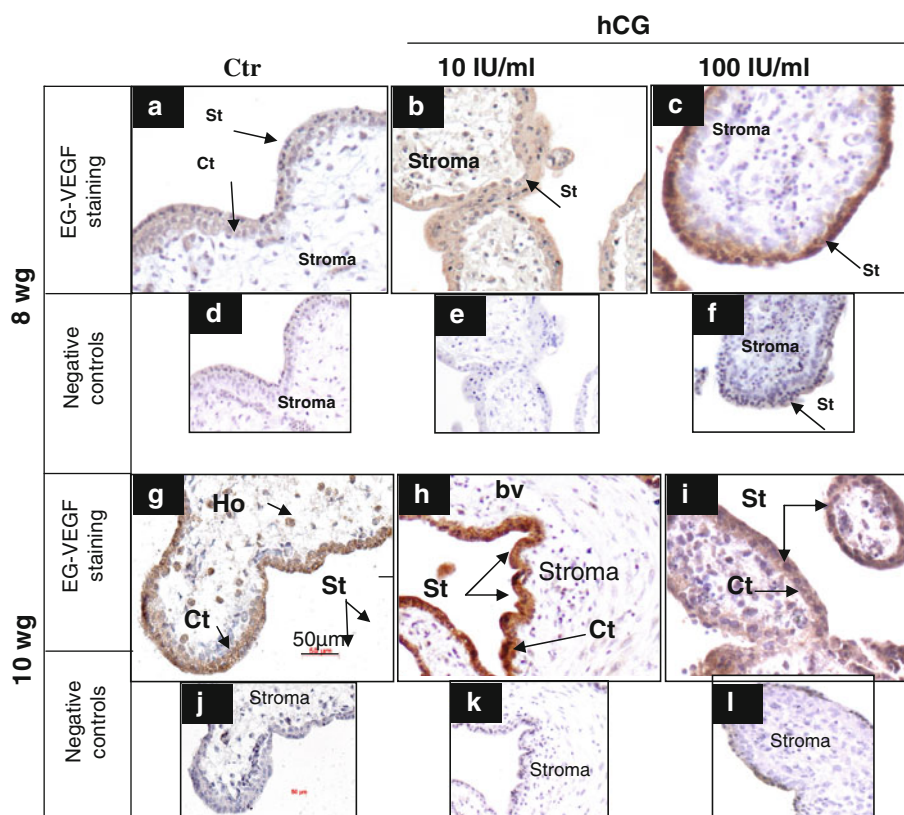 hCG
Ctr
10 IU/ml
100 IU/ml
8 wg
EG-VEGF
staining
a
St
Ct
Stroma
b
Stroma
St
c
Stroma
St
Negative
controls
d
Stroma
e
f
Stroma
St
10 wg
EG-VEGF
staining
g
Ho
Ct
St
50µm
h
bv
St
Stroma
Ct
i
St
Ct
Negative
controls
j
Stroma
k
Stroma
l
Stroma